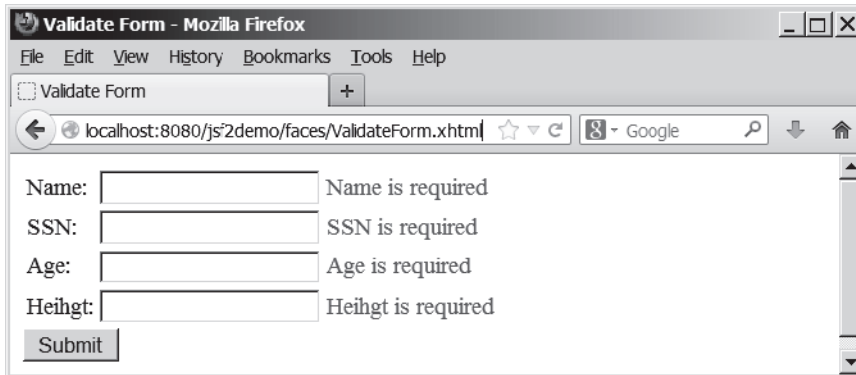 Validate Form - Mozilla Firefox
File Edit View History Bookmarks Tools Help
Validate Form
localhost:8080/jsf2demo/faces/ValidateForm.xhtml
Google
Name: Name is required
SSN: SSN is required
Age: Age is required
Heihgt: Heihgt is required
Submit